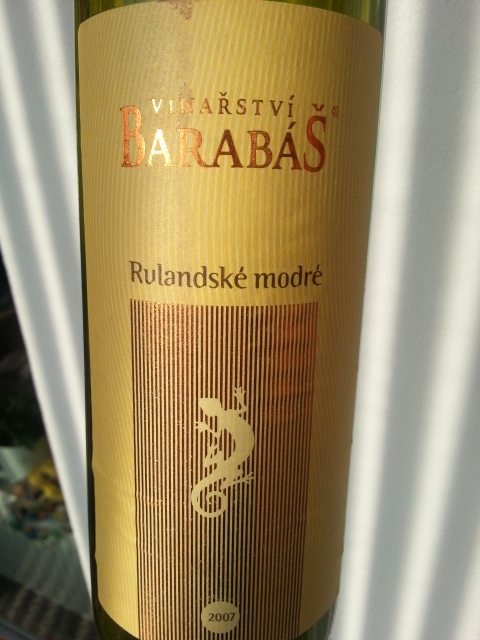 VINAŘSTVÍ
BARABÁŠ®
Rulandské modré
2007